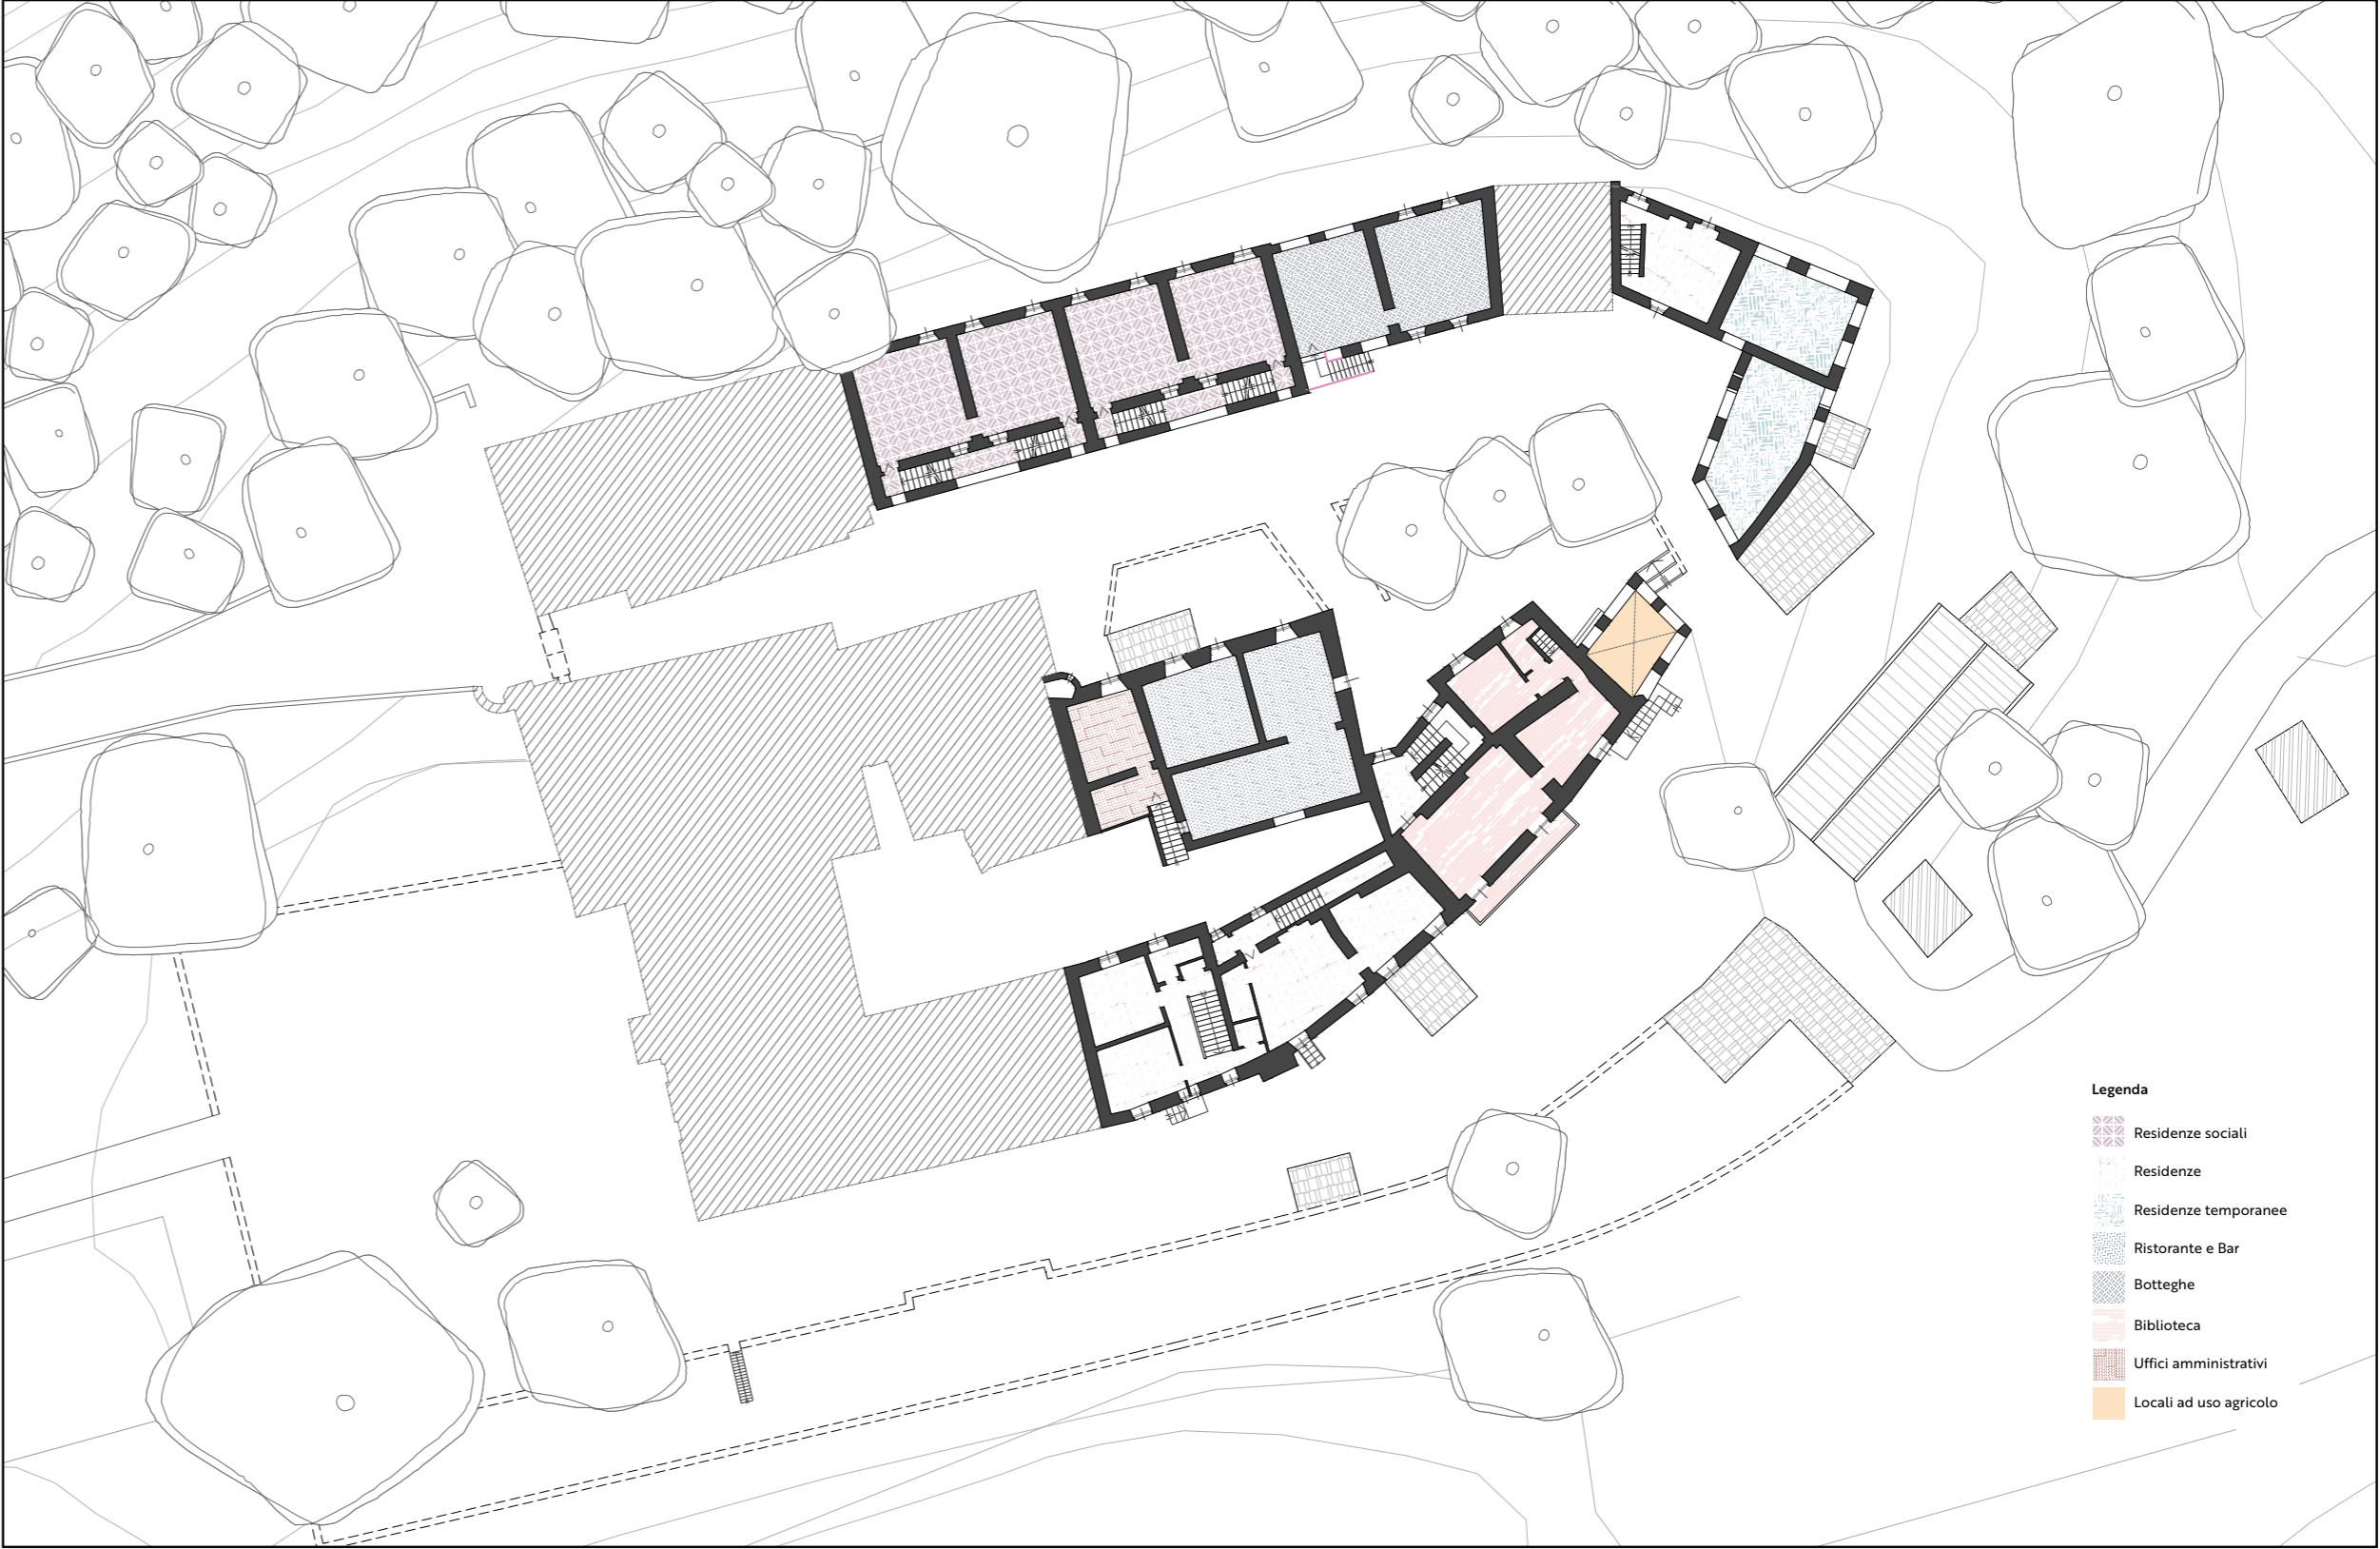 Legenda
Residenze sociali
Residenze
Residenze temporanee
Ristorante e Bar
Botteghe
Biblioteca
Uffici amministrativi
Locali ad uso agricolo